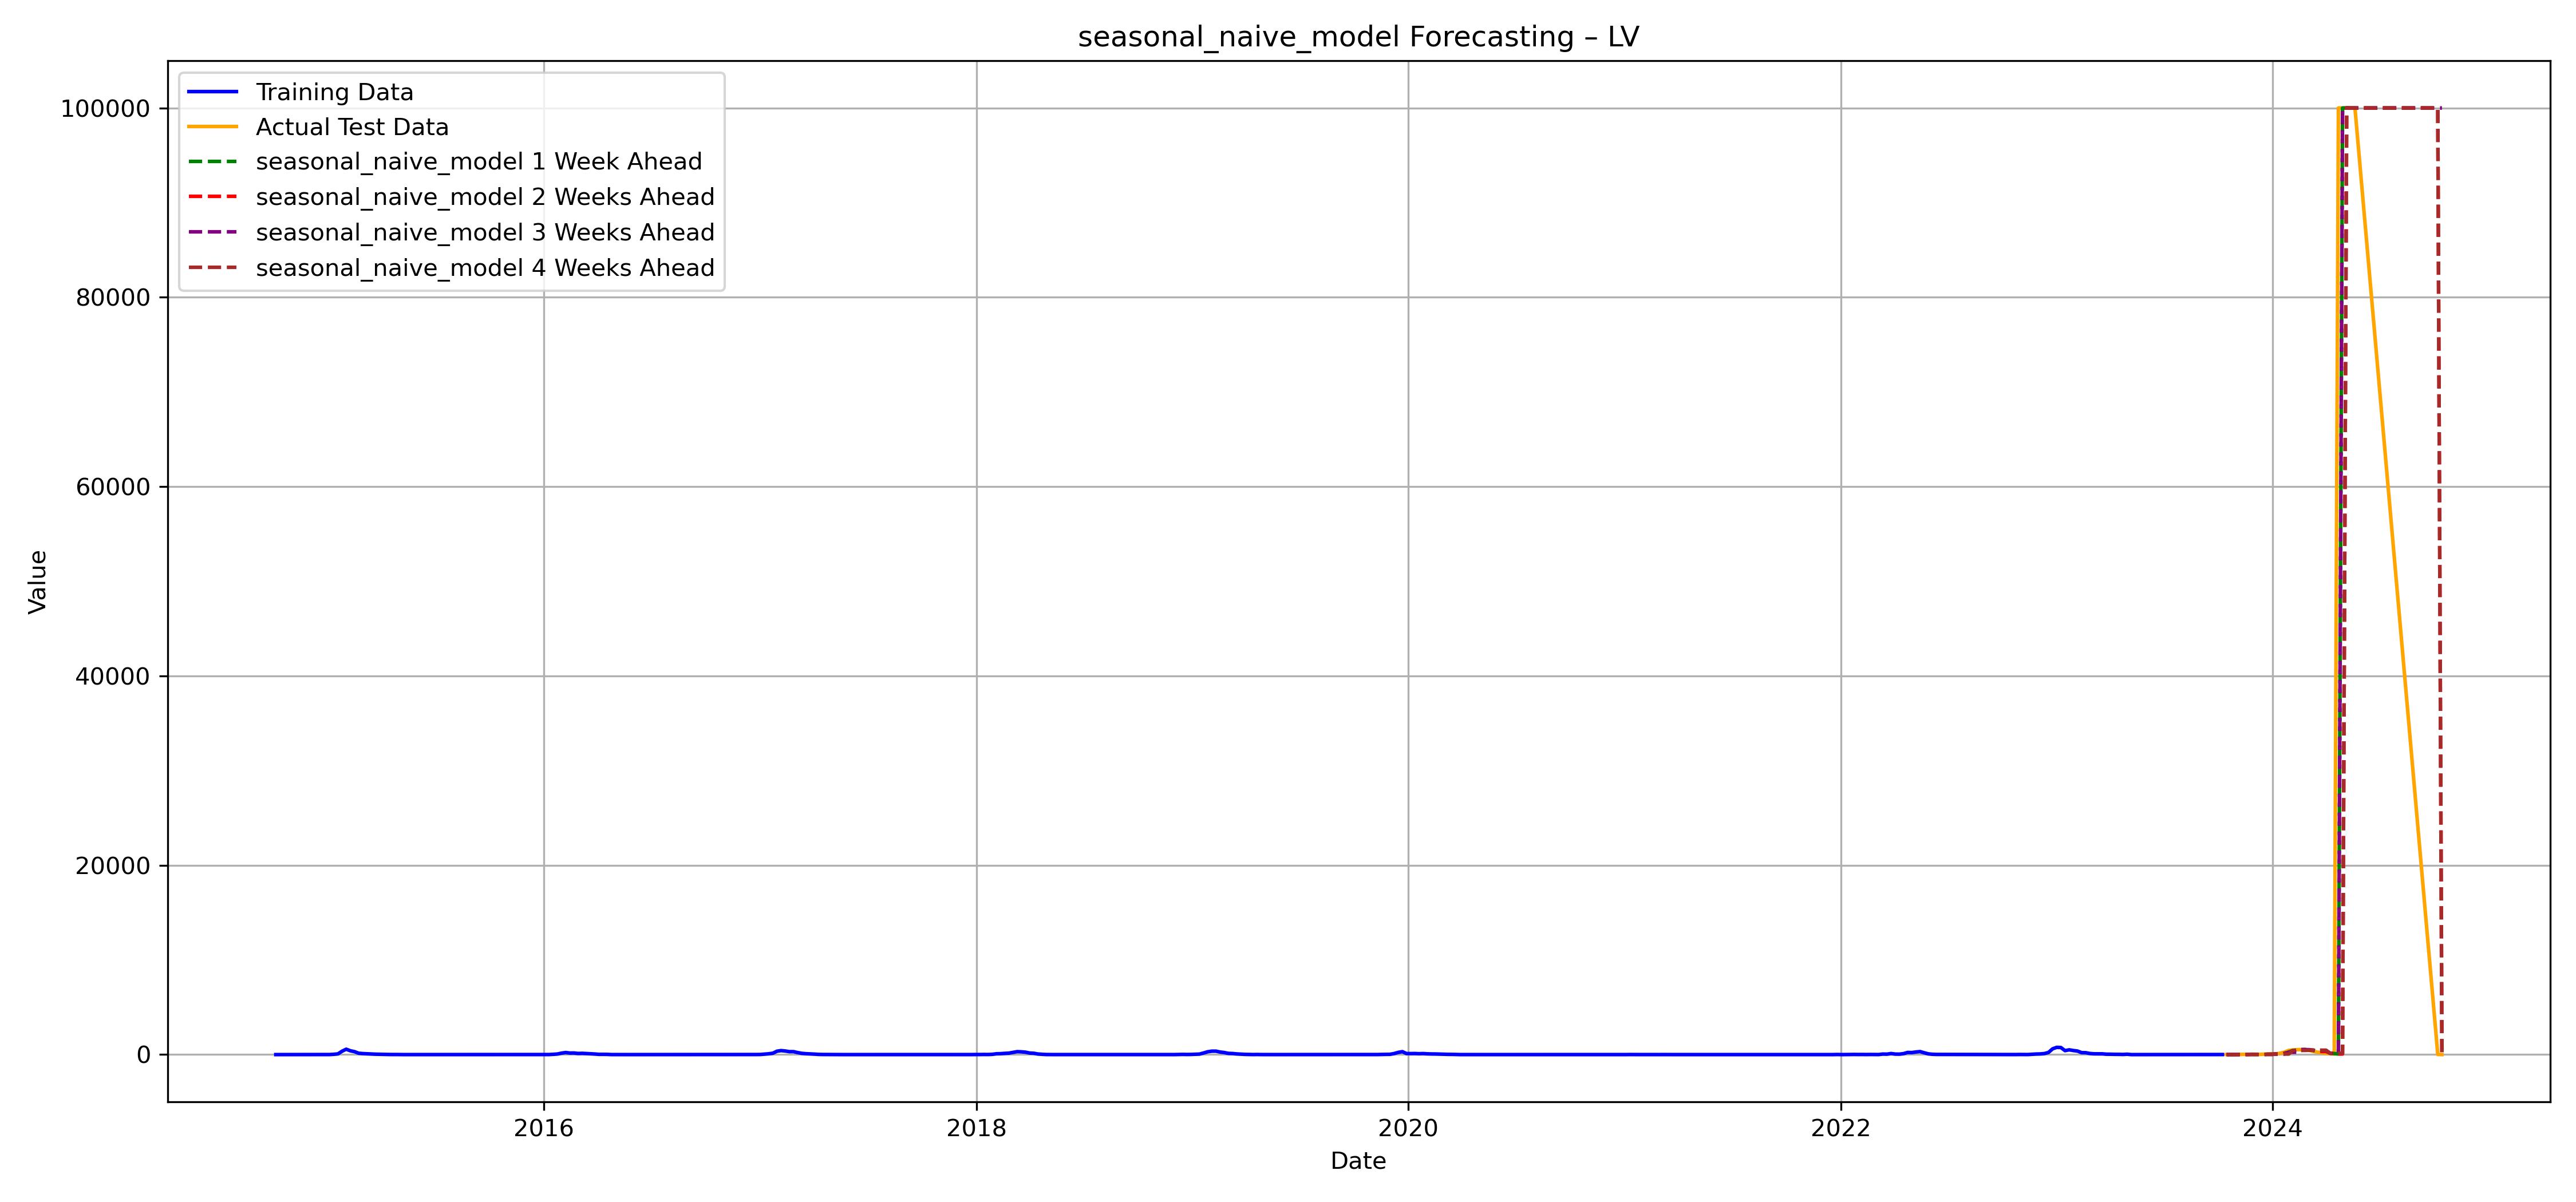 seasonal_naive_model Forecasting – LV
Training Data
Actual Test Data
seasonal_naive_model 1 Week Ahead
seasonal_naive_model 2 Weeks Ahead
seasonal_naive_model 3 Weeks Ahead
seasonal_naive_model 4 Weeks Ahead
Value
100000
80000
60000
40000
20000
0
2016
2018
2020
2022
2024
Date